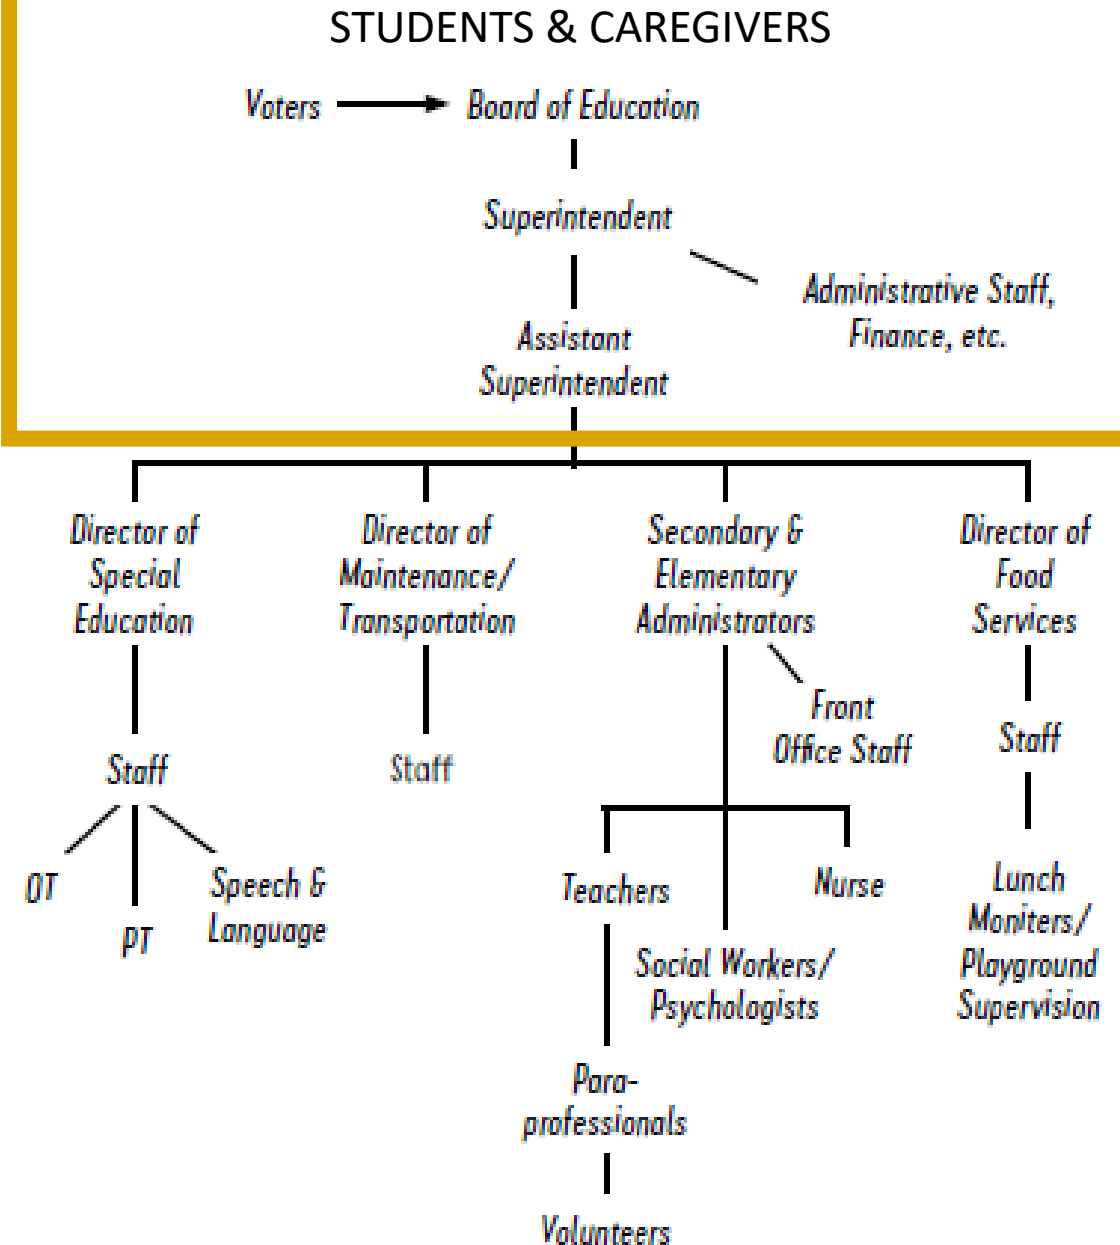 STUDENTS & CAREGIVERS
Voters
Board of Education
Superintendent
Administrative Staff,
Finance, etc.
Assistant
Superintendent
Director of
Special
Education
Director of
Maintenance/
Transportation
Secondary &
Elementary
Administrators
Director of
Food
Services
Front
Office Staff
Staff
Staff
Staff
OT
PT
Speech &
Language
Teachers
Nurse
Social Workers/
Psychologists
Lunch
Moniters/
Playground
Supervision
Para-
professionals
Volunteers